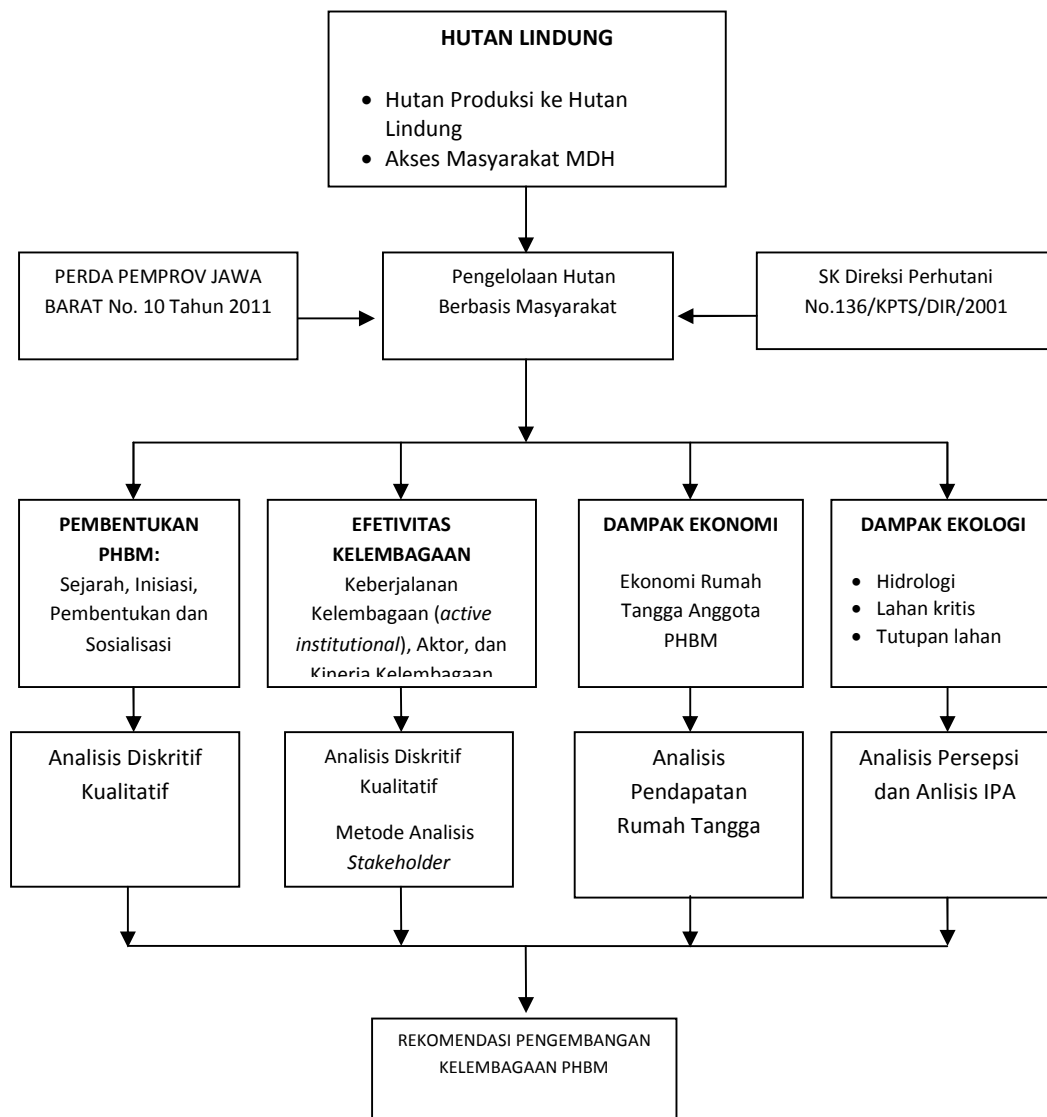 HUTAN LINDUNG
• Hutan Produksi ke Hutan
Lindung
• Akses Masyarakat MDH
PERDA PEMPROV JAWA
BARAT No. 10 Tahun 2011
Pengelolaan Hutan
Berbasis Masyarakat
SK Direksi Perhutani
No.136/KPTS/DIR/2001
PEMBENTUKAN
PHBM:
Sejarah, Inisiasi,
Pembentukan dan
Sosialisasi
EFETIVITAS
KELEMBAGAAN
Keberjalanan
Kelembagaan (active
institutional), Aktor, dan
Kinerja Kelembagaan
DAMPAK EKONOMI
Ekonomi Rumah
Tangga Anggota
PHBM
DAMPAK EKOLOGI
• Hidrologi
• Lahan kritis
• Tutupan lahan
Analisis Diskritif
Kualitatif
Analisis Diskritif
Kualitatif
Metode Analisis
Stakeholder
Analisis
Pendapatan
Rumah Tangga
Analisis Persepsi
dan Anlisis IPA
REKOMENDASI PENGEMBANGAN
KELEMBAGAAN PHBM